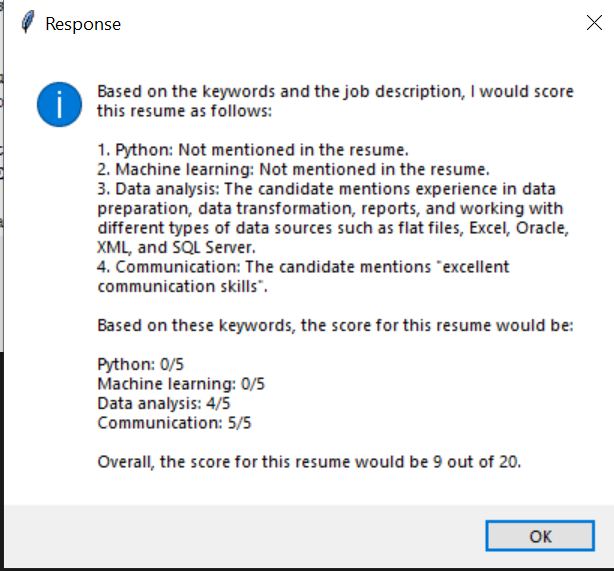 Response
Based on the keywords and the job description, I would score
this resume as follows:
1. Python: Not mentioned in the resume.
2. Machine learning: Not mentioned in the resume.
3. Data analysis: The candidate mentions experience in data
preparation, data transformation, reports, and working with
different types of data sources such as flat files, Excel, Oracle,
XML, and SQL Server.
4. Communication: The candidate mentions "excellent
communication skills".
Based on these keywords, the score for this resume would be:
Python: 0/5
Machine learning: 0/5
Data analysis: 4/5
Communication: 5/5
Overall, the score for this resume would be 9 out of 20.
OK